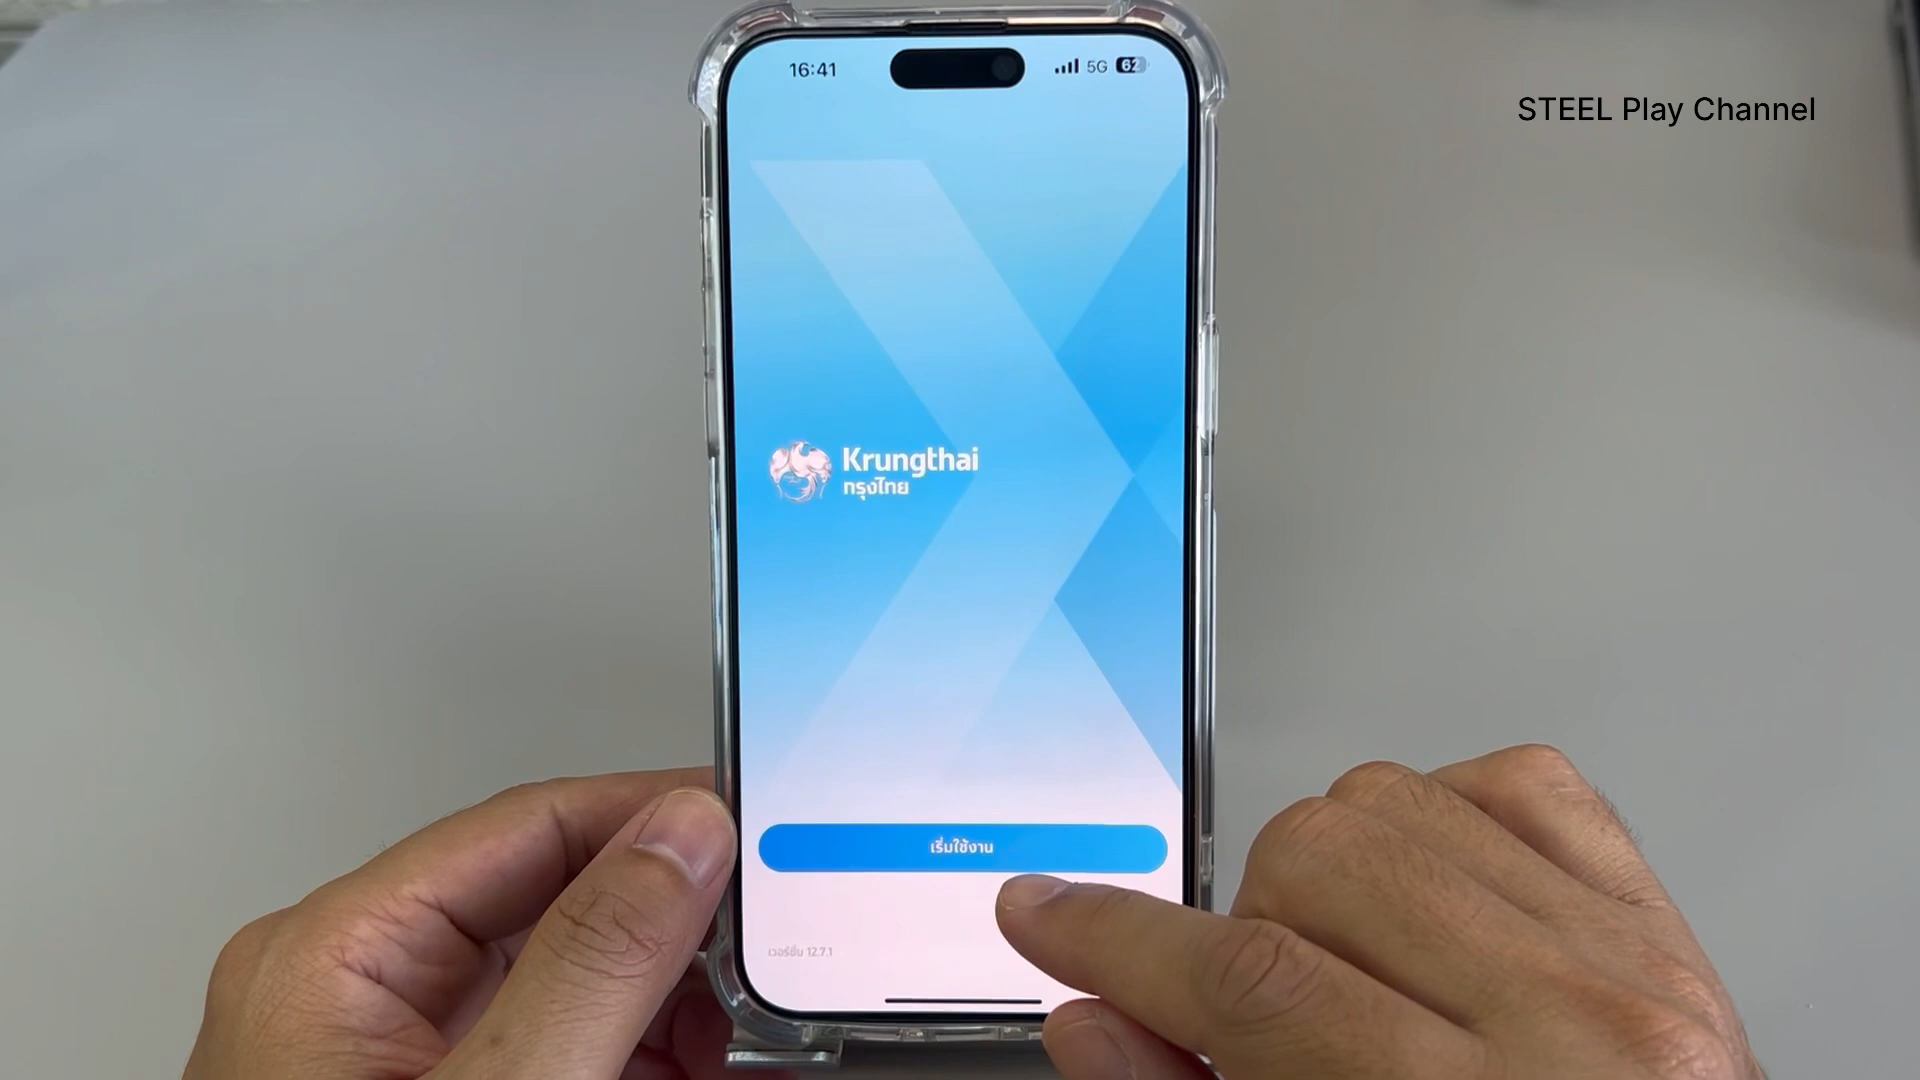 16:41 5G 62
STEEL Play Channel
Krungthai
กรุงไทย
เริ่มใช้งาน
เวอร์ชั่น 12.7.1